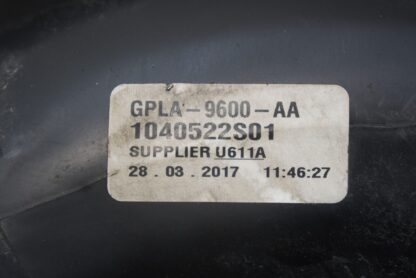 GPLA-9600-AA
1040522S01
SUPPLIER U611A
28 . 03 . 2017 11:46:27